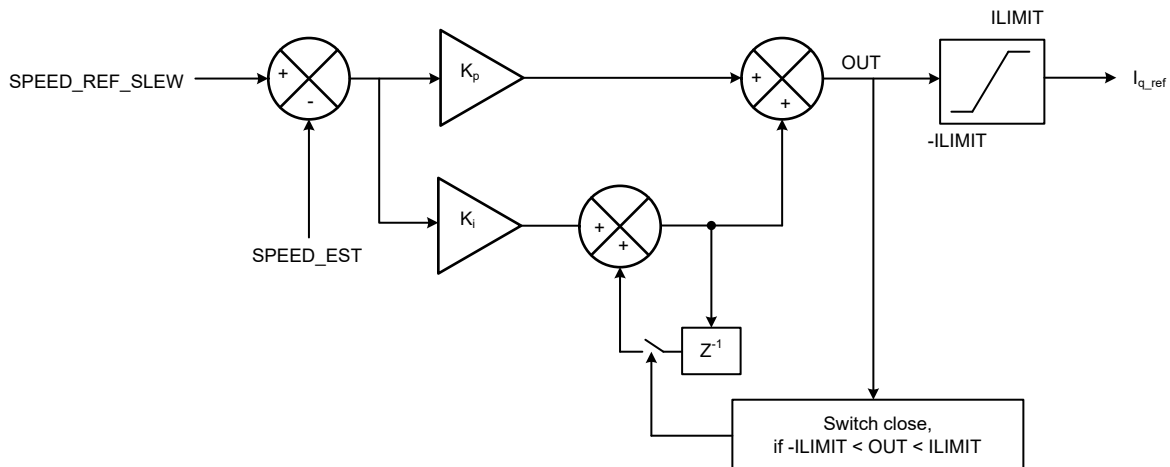 ILIMIT
SPEED_REF_SLEW
+
-
Kp
+
+
OUT
Iq_ref
-ILIMIT
SPEED_EST
Ki
+
+
Z-1
Switch close,
if -ILIMIT < OUT < ILIMIT